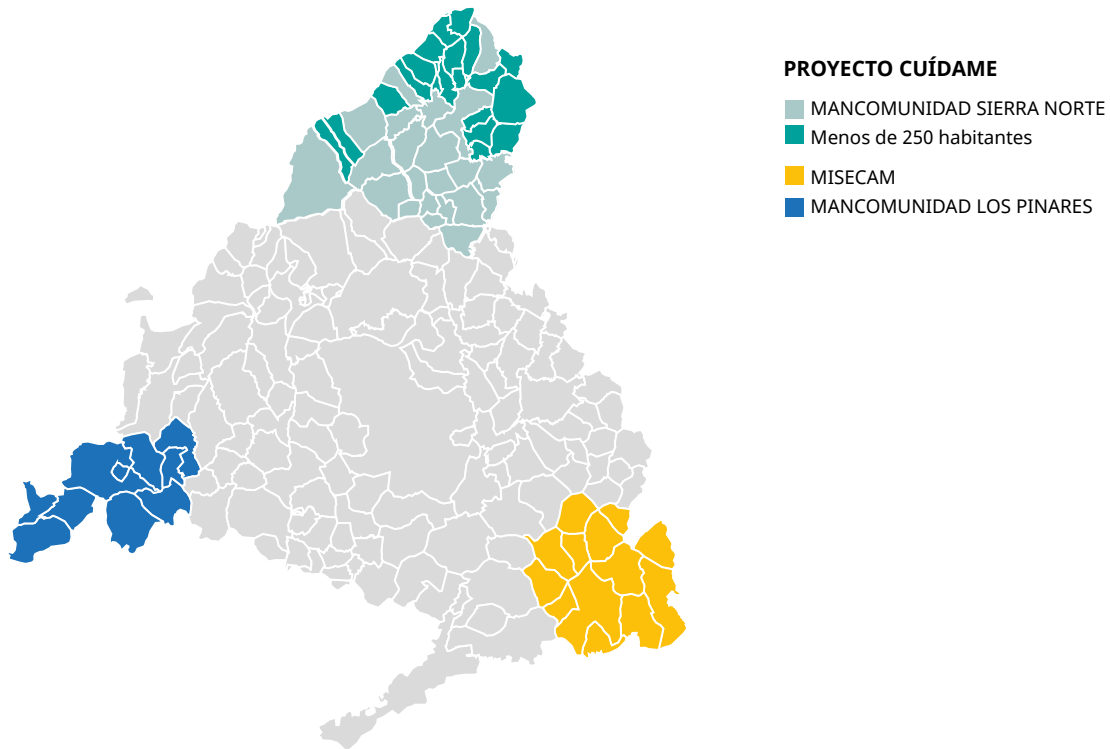 PROYECTO CUÍDAME
MANCOMUNIDAD SIERRA NORTE
Menos de 250 habitantes
MISECAM
MANCOMUNIDAD LOS PINARES